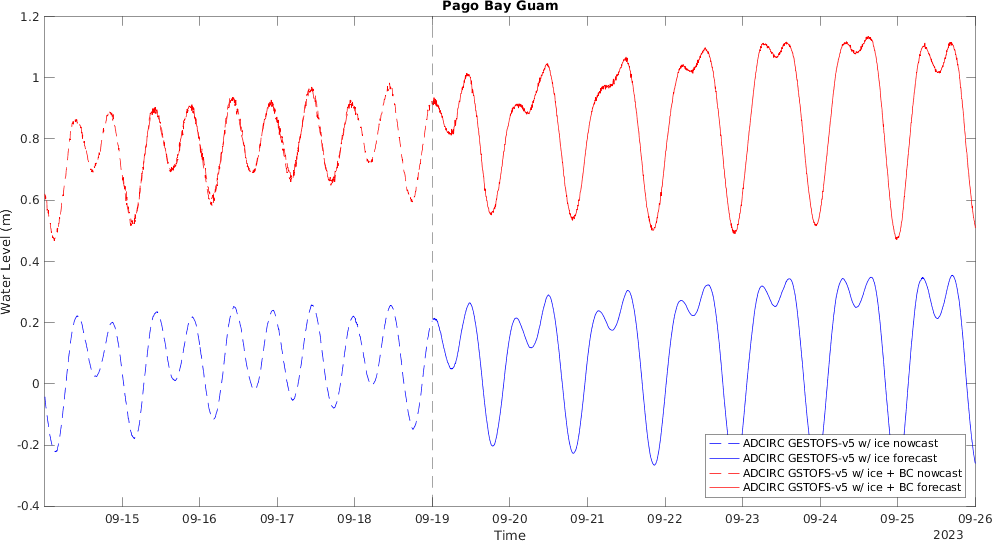 Pago Bay Guam
1.2
1
0.8
0.6
0.4
0.2
0
-0.2
-0.4
Water Level (m)
ADCIRC GESTOFS-v5 w/ ice nowcast
ADCIRC GESTOFS-v5 w/ ice forecast
ADCIRC GSTOFS-v5 w/ ice + BC nowcast
ADCIRC GSTOFS-v5 w/ ice + BC forecast
09-15 09-16 09-17 09-18 09-19 09-20 09-21 09-22 09-23 09-24 09-25 09-26
Time
2023